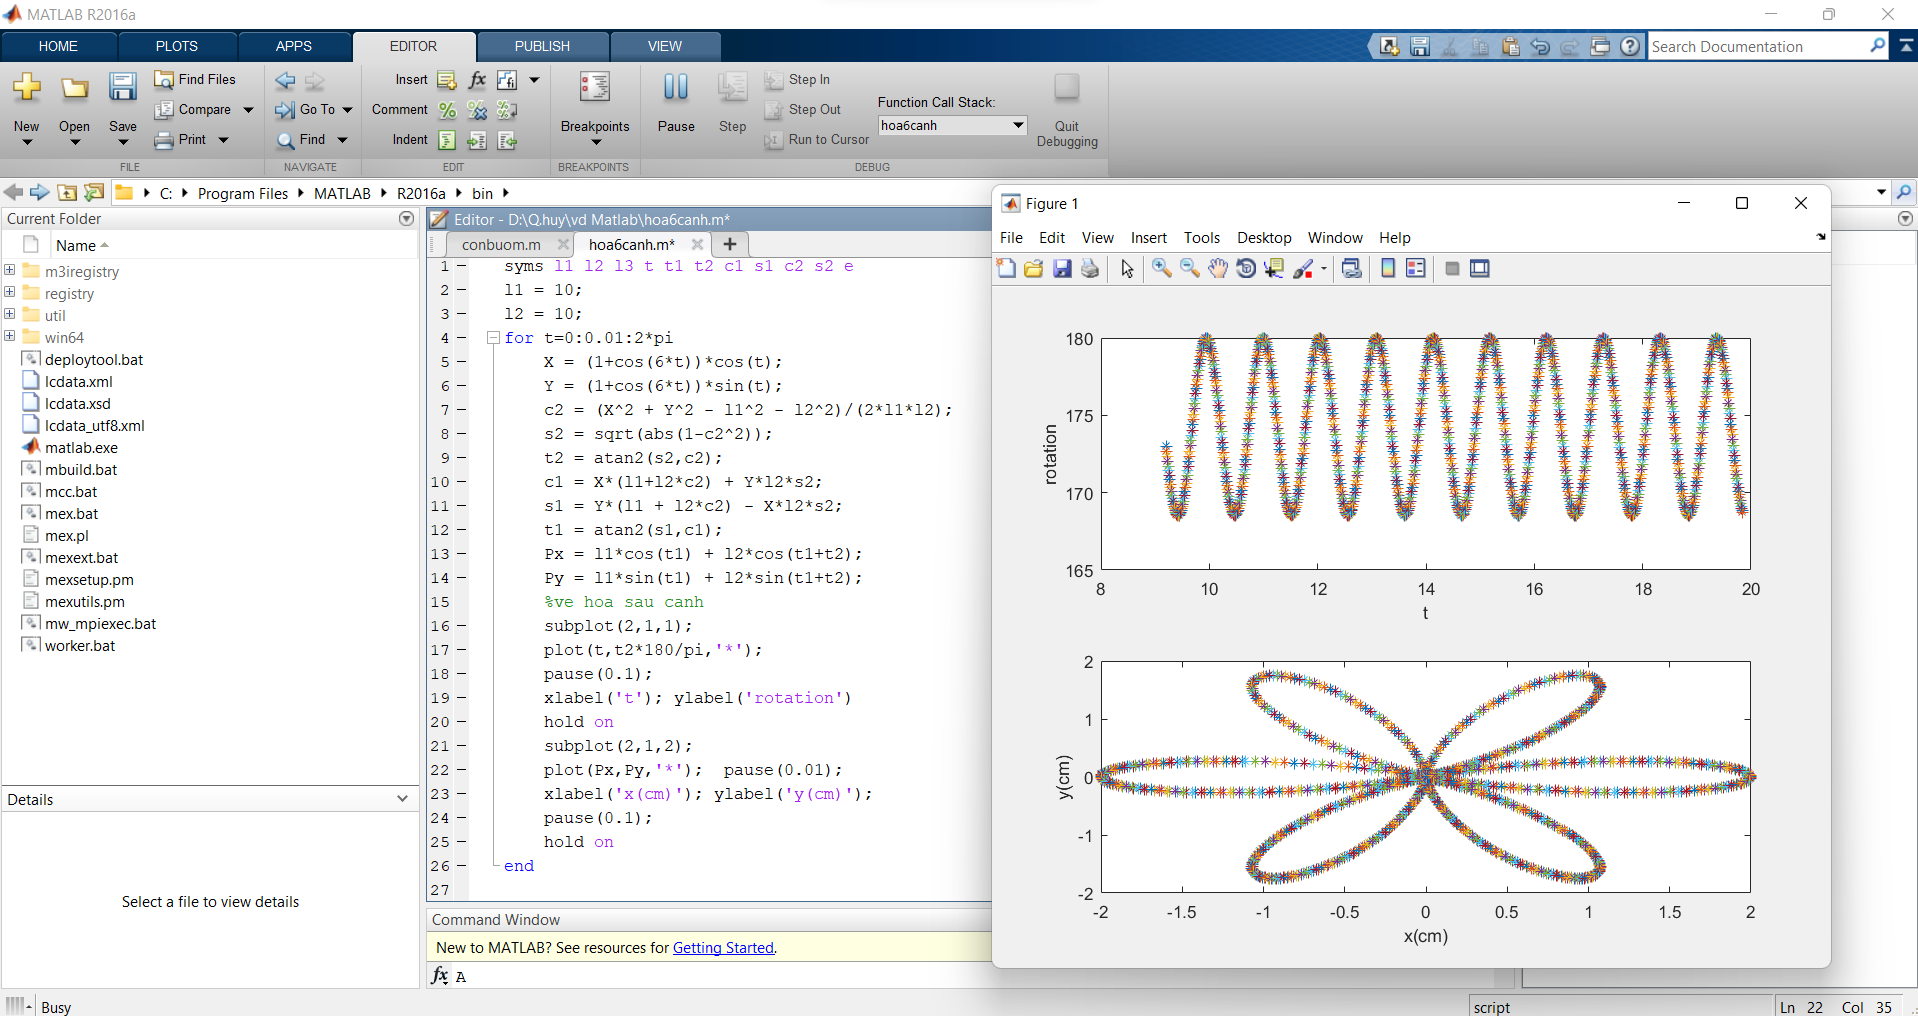 MATLAB R2016a
HOME PLOTS APPS EDITOR PUBLISH VIEW
Search Documentation
New Open Save
Find Files
Compare
Print
Go To
Find
Insert
Comment
Indent
Breakpoints
Pause
Step
Step In
Step Out
Run to Cursor
Function Call Stack:
hoa6canh
Quit Debugging
FILE NAVIGATE EDIT BREAKPOINTS DEBUG
C: Program Files MATLAB R2016a bin
Current Folder
Name
m3iregistry
registry
util
win64
deploytool.bat
lcdata.xml
lcdata.xsd
lcdata_utf8.xml
matlab.exe
mbuild.bat
mcc.bat
mex.bat
mex.pl
mexext.bat
mexsetup.pm
mexutils.pm
mw_mpiexec.bat
worker.bat
Details
Select a file to view details
Editor - D:\Q.huy\vd Matlab\hoa6canh.m*
conbuom.m hoa6canh.m*
1 syms l1 l2 l3 t t1 t2 c1 s1 c2 s2 e
2 l1 = 10;
3 l2 = 10;
4 for t=0:0.01:2*pi
5 X = (1+cos(6*t))*cos(t);
6 Y = (1+cos(6*t))*sin(t);
7 c2 = (X^2 + Y^2 - l1^2 - l2^2)/(2*l1*l2);
8 s2 = sqrt(abs(1-c2^2));
9 t2 = atan2(s2,c2);
10 c1 = X*(l1+l2*c2) + Y*l2*s2;
11 s1 = Y*(l1 + l2*c2) - X*l2*s2;
12 t1 = atan2(s1,c1);
13 Px = l1*cos(t1) + l2*cos(t1+t2);
14 Py = l1*sin(t1) + l2*sin(t1+t2);
15 %ve hoa sau canh
16 subplot(2,1,1);
17 plot(t,t2*180/pi,'*');
18 pause(0.1);
19 xlabel('t'); ylabel('rotation')
20 hold on
21 subplot(2,1,2);
22 plot(Px,Py,'*'); pause(0.01);
23 xlabel('x(cm)'); ylabel('y(cm)');
24 pause(0.1);
25 hold on
26 end
27
Command Window
New to MATLAB? See resources for Getting Started.
fx A
Figure 1
File Edit View Insert Tools Desktop Window Help
180
175
170
165
rotation
8 10 12 14 16 18 20
t
2
1
0
-1
-2
y(cm)
-2 -1.5 -1 -0.5 0 0.5 1 1.5 2
x(cm)
Busy
script
Ln 22 Col 35